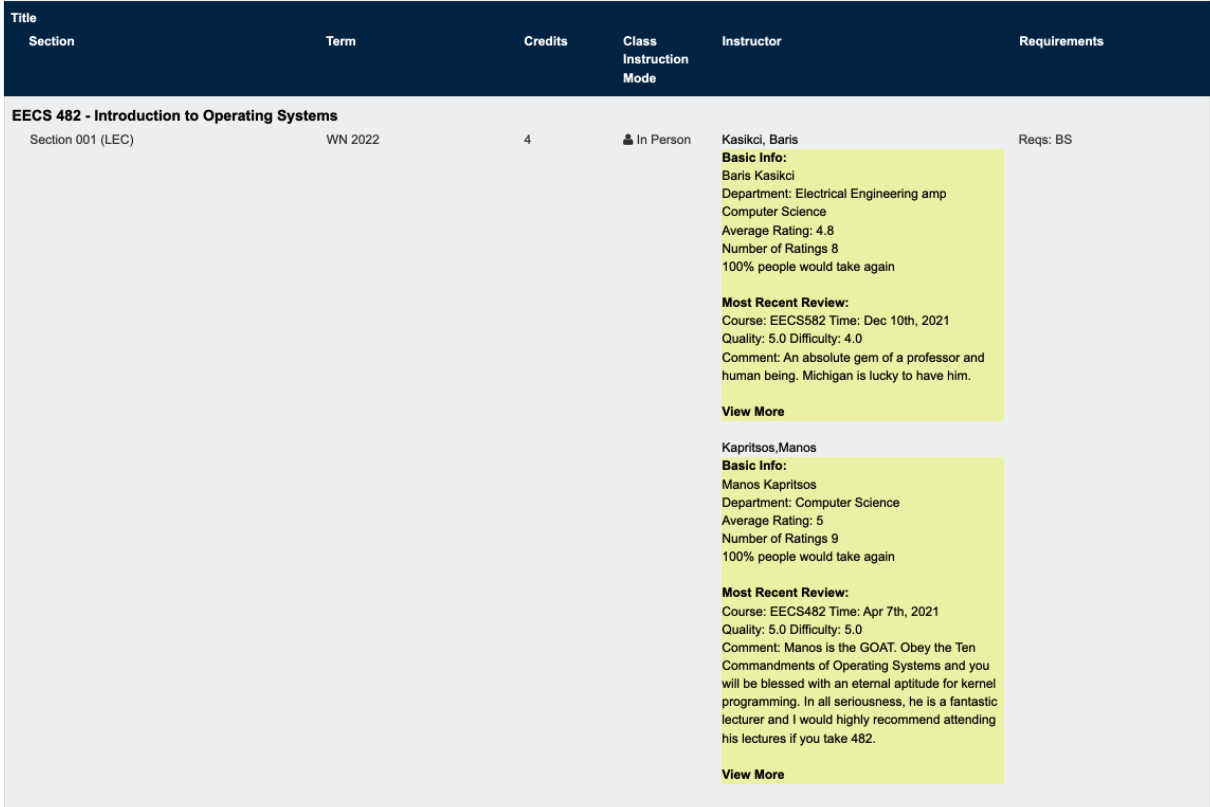 Title
Section Term Credits Class Instruction Mode Instructor Requirements
EECS 482 - Introduction to Operating Systems
Section 001 (LEC) WN 2022 4 In Person Kasikci, Baris Reqs: BS
Basic Info:
Baris Kasikci
Department: Electrical Engineering amp
Computer Science
Average Rating: 4.8
Number of Ratings 8
100% people would take again
Most Recent Review:
Course: EECS582 Time: Dec 10th, 2021
Quality: 5.0 Difficulty: 4.0
Comment: An absolute gem of a professor and
human being. Michigan is lucky to have him.
View More
Kapritsos,Manos
Basic Info:
Manos Kapritsos
Department: Computer Science
Average Rating: 5
Number of Ratings 9
100% people would take again
Most Recent Review:
Course: EECS482 Time: Apr 7th, 2021
Quality: 5.0 Difficulty: 5.0
Comment: Manos is the GOAT. Obey the Ten
Commandments of Operating Systems and you
will be blessed with an eternal aptitude for kernel
programming. In all seriousness, he is a fantastic
lecturer and I would highly recommend attending
his lectures if you take 482.
View More